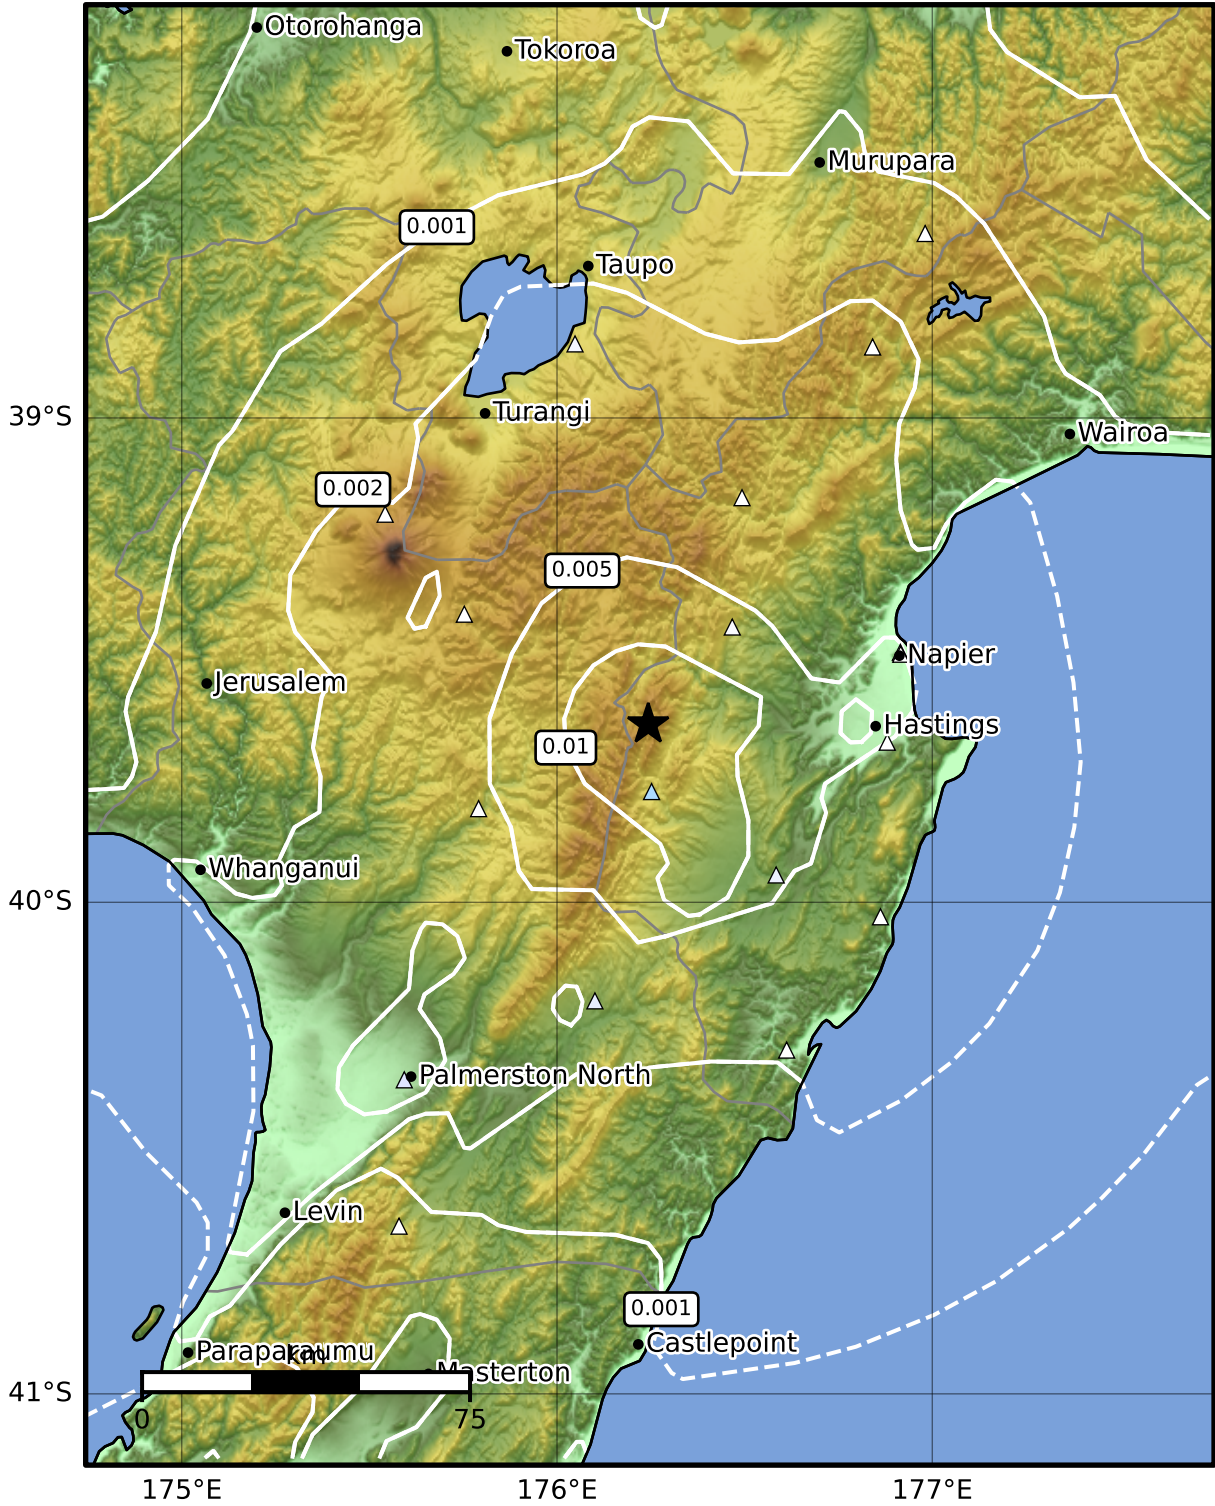 Otorohanga
Tokoroa
Murupara
0.001
Taupo
Turangi
39°S
Wairoa
0.002
0.005
Napier
Jerusalem
Hastings
0.01
Whanganui
40°S
Palmerston North
Levin
0.001
Castlepoint
Paraparaumu
km
Masterton
41°S
0
75
175°E
176°E
177°E